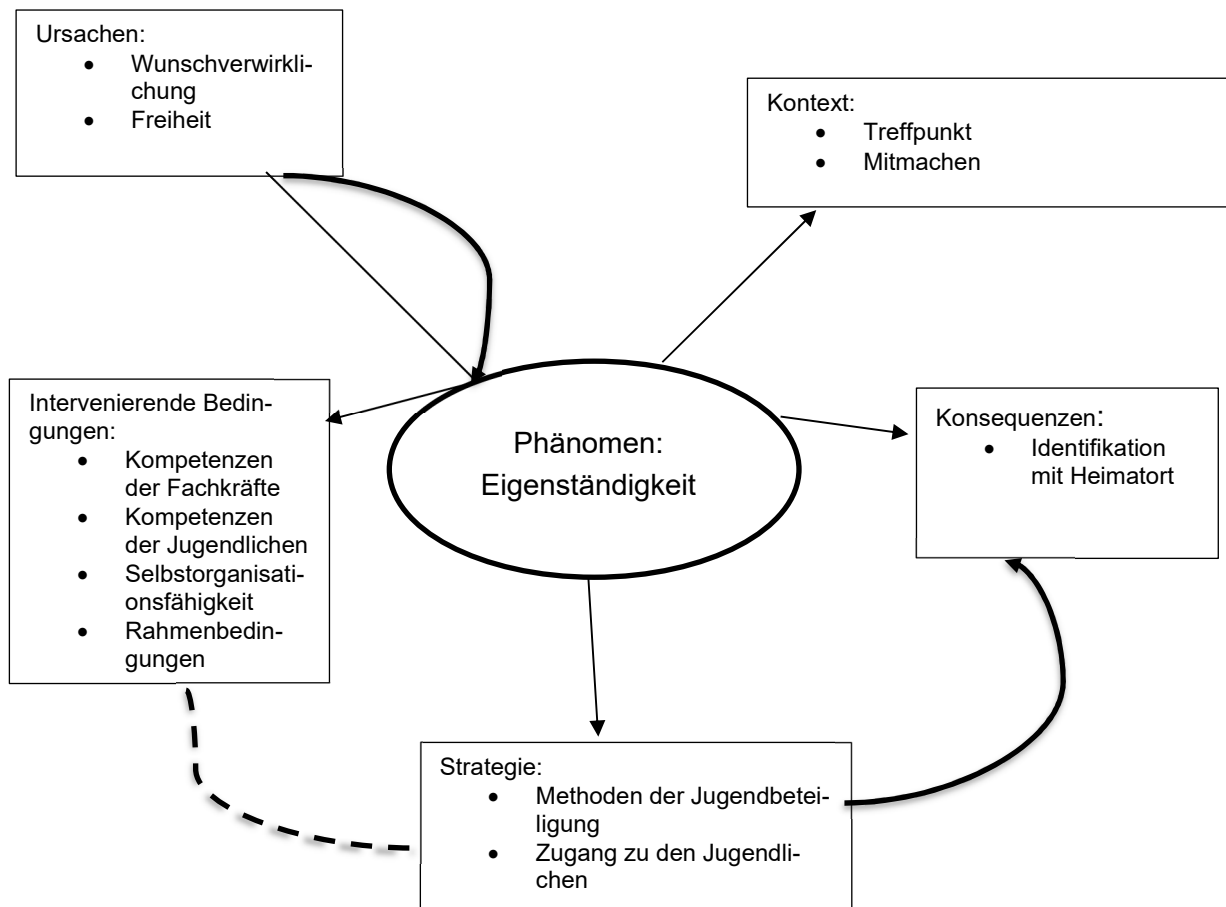 Ursachen:
• Wunschverwirkli-
chung
• Freiheit
Kontext:
• Treffpunkt
• Mitmachen
Intervenierende Bedin-
gungen:
• Kompetenzen
der Fachkräfte
• Kompetenzen
der Jugendlichen
• Selbstorganisati-
onsfähigkeit
• Rahmenbedin-
gungen
Phänomen:
Eigenständigkeit
Konsequenzen:
• Identifikation
mit Heimatort
Strategie:
• Methoden der Jugendbetei-
ligung
• Zugang zu den Jugendli-
chen